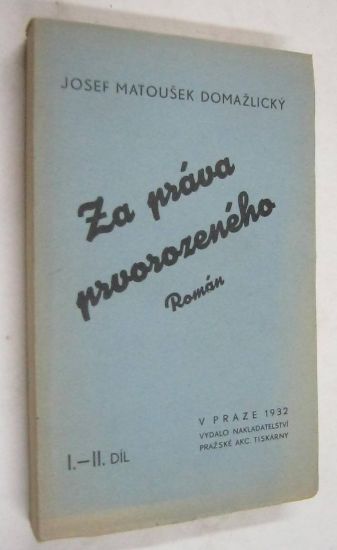 JOSEF MATOUŠEK DOMAŽLICKÝ
Za práva
prvorozeného
Román
V PRAZE 1932
VYDALO NAKLADATELSTVÍ
PRAŽSKÉ AKC. TISKÁRNY
I.–II. DÍL